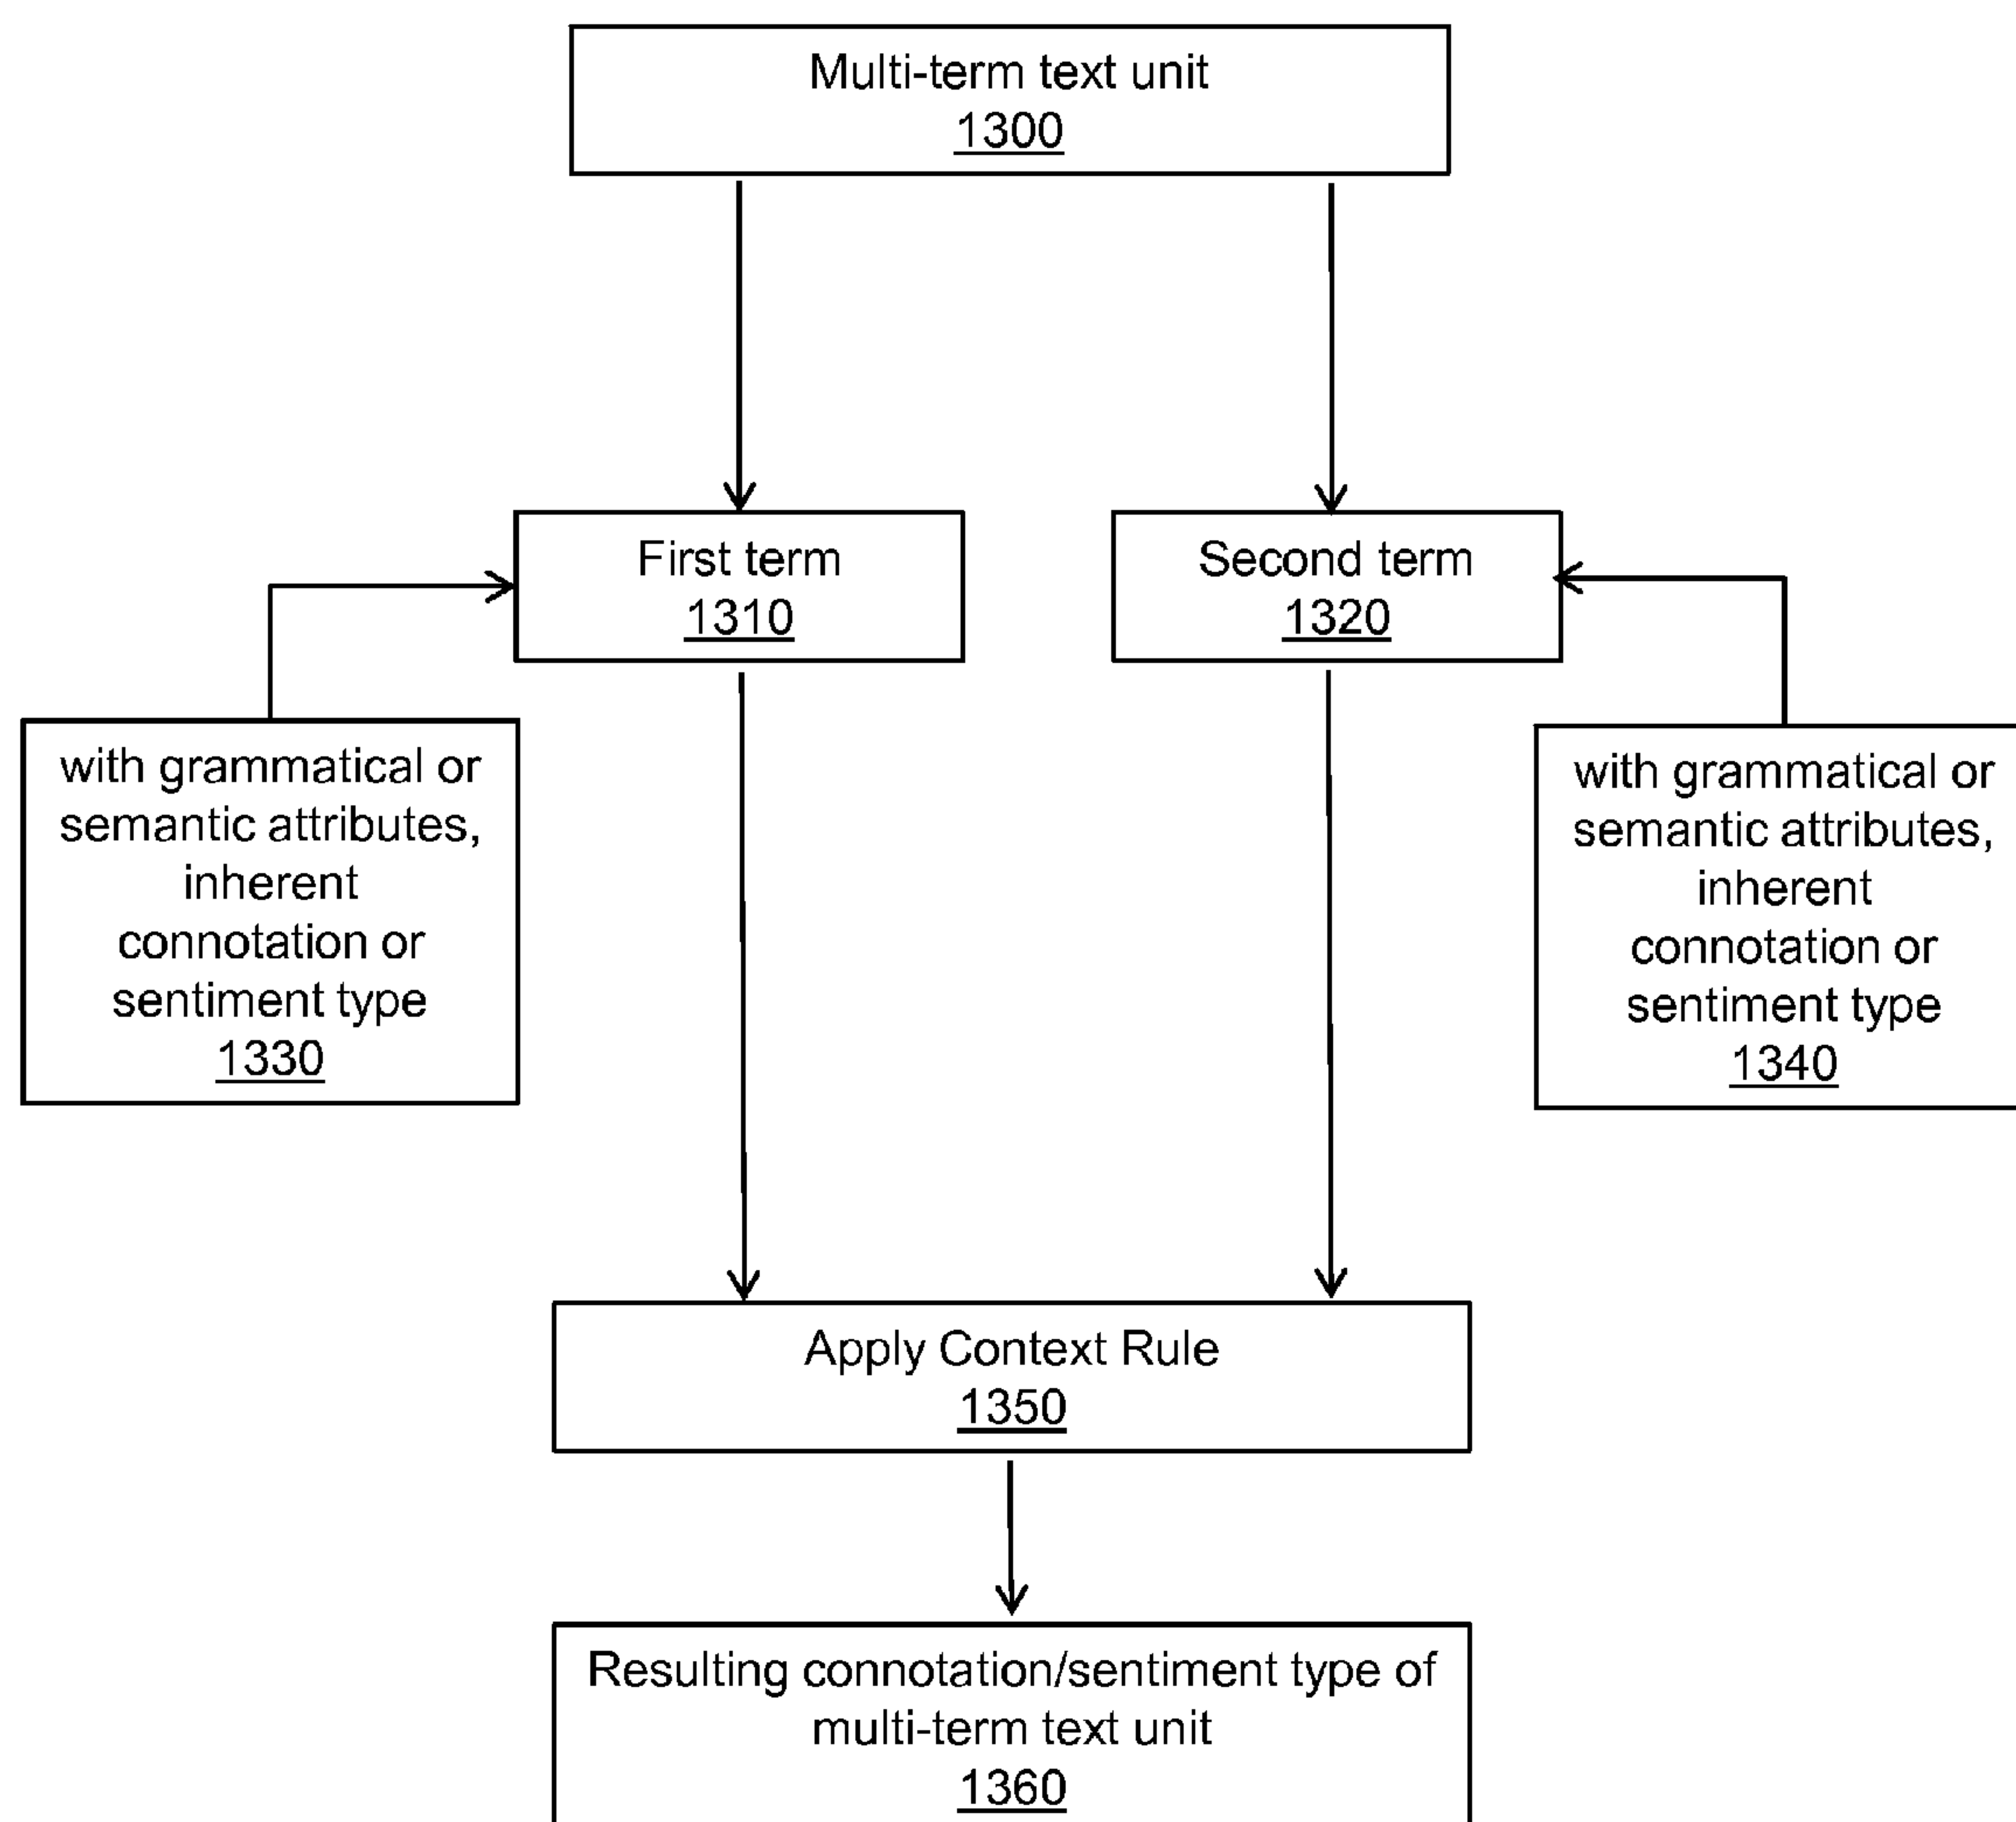 Multi-term text unit
1300
First term
1310
Second term
1320
with grammatical or
semantic attributes,
inherent
connotation or
sentiment type
1330
with grammatical or
semantic attributes,
inherent
connotation or
sentiment type
1340
Apply Context Rule
1350
Resulting connotation/sentiment type of
multi-term text unit
1360